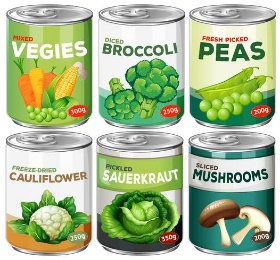 MIXED
VEGIES
300g
DICED
BROCCOLI
250g
FRESH PICKED
PEAS
200g
FREEZE-DRIED
CAULIFLOWER
250g
PICKLED
SAUERKRAUT
350g
SLICED
MUSHROOMS
200g